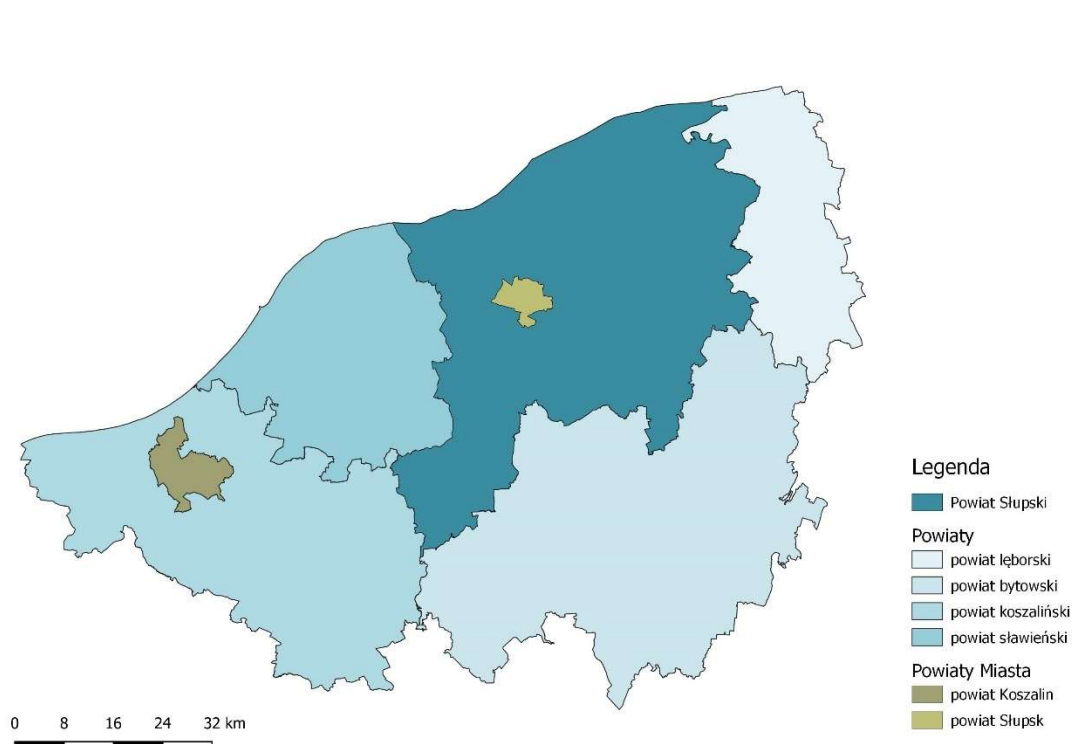 Legenda
Powiat Słupski
Powiaty
powiat lęborski
powiat bytowski
powiat koszaliński
powiat sławieński
Powiaty Miasta
powiat Koszalin
powiat Słupsk
0 8 16 24 32 km